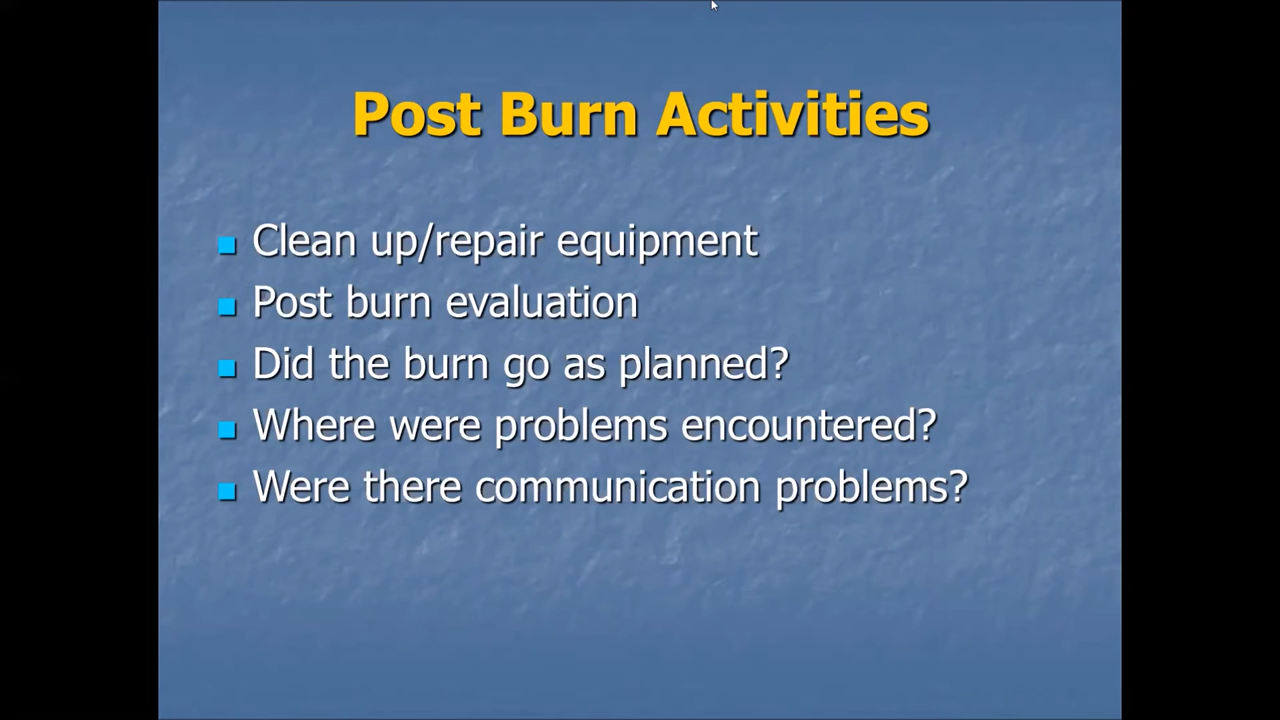 Post Burn Activities
Clean up/repair equipment
Post burn evaluation
Did the burn go as planned?
Where were problems encountered?
Were there communication problems?